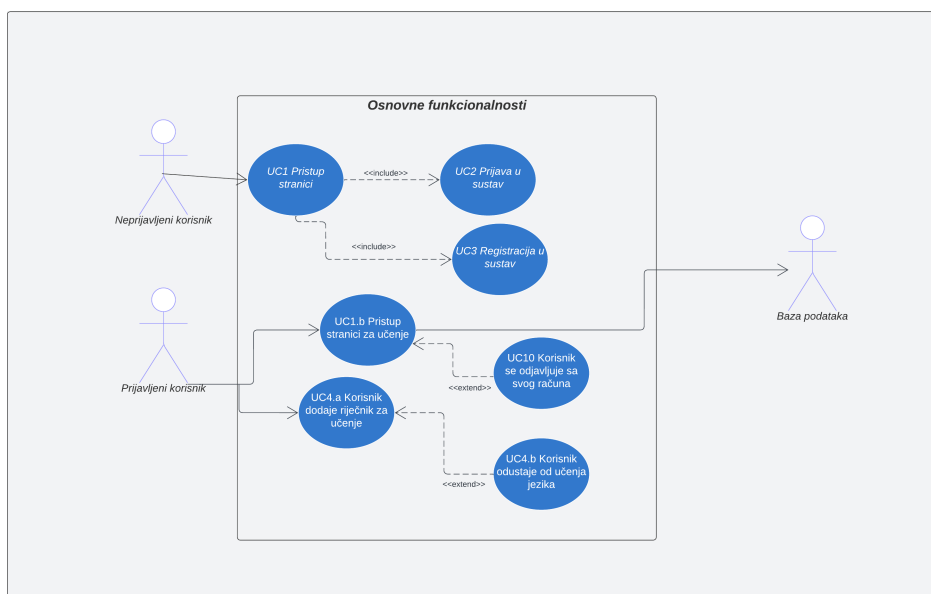 Osnovne funkcionalnosti
UC1 Pristup
stranici
<<include>>
UC2 Prijava u
sustav
Neprijavljeni korisnik
<<include>>
UC3 Registracija u
sustav
Baza podataka
UC1.b Pristup
stranici za učenje
UC10 Korisnik
se odjavljuje sa
svog računa
<<extend>>
Prijavljeni korisnik
UC4.a Korisnik
dodaje riječnik za
učenje
UC4.b Korisnik
odustaje od učenja
jezika
<<extend>>